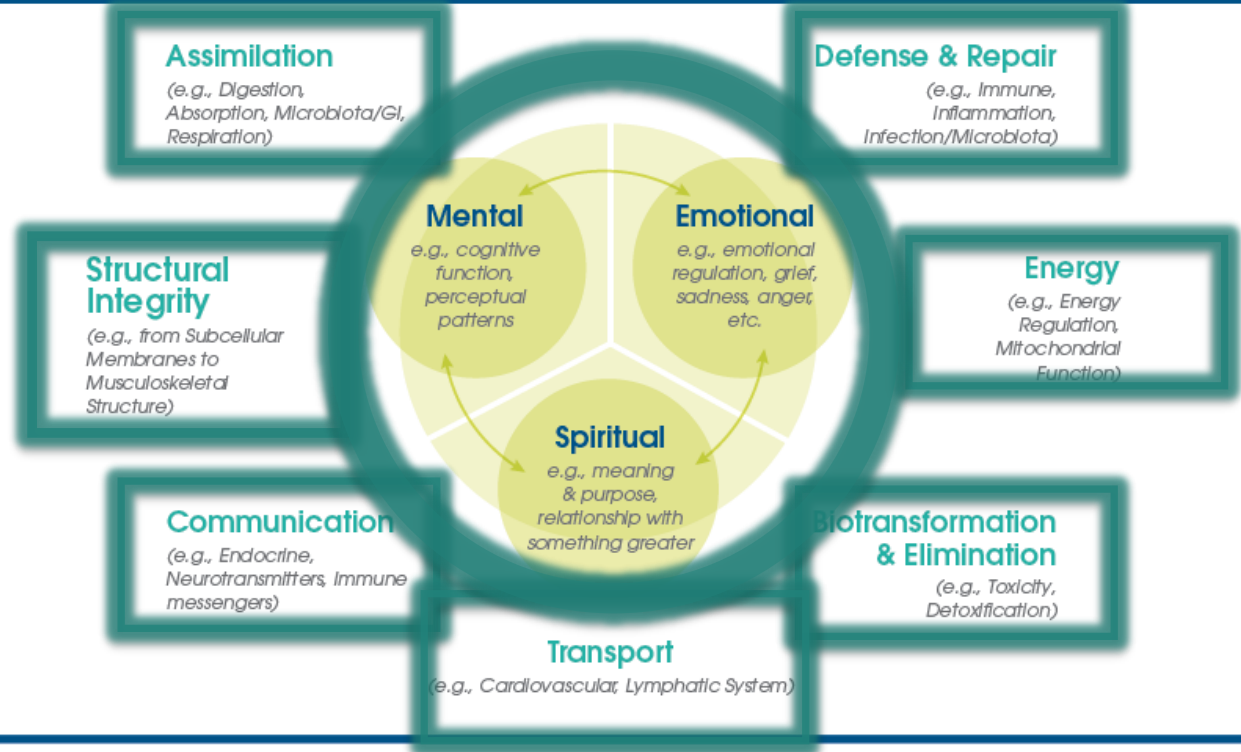 Assimilation
(e.g., Digestion,
Absorption, Microbiota/GI,
Respiration)
Defense & Repair
(e.g., Immune,
Inflammation,
Infection/Microbiota)
Mental
e.g., cognitive
function,
perceptual
patterns
Emotional
e.g., emotional
regulation, grief,
sadness, anger,
etc.
Structural
Integrity
(e.g., from Subcellular
Membranes to
Musculoskeletal
Structure)
Energy
(e.g., Energy
Regulation,
Mitochondrial
Function)
Spiritual
e.g., meaning
& purpose,
relationship with
something greater
Communication
(e.g., Endocrine,
Neurotransmitters, Immune
messengers)
Biotransformation
& Elimination
(e.g., Toxicity,
Detoxification)
Transport
(e.g., Cardiovascular, Lymphatic System)